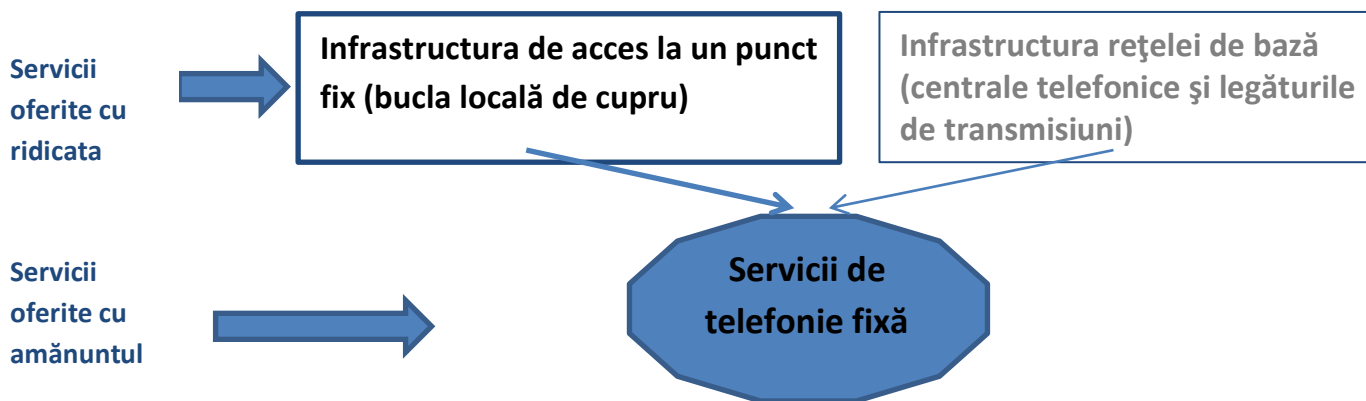 Servicii
oferite cu
ridicata
Infrastructura de acces la un punct
fix (bucla locală de cupru)
Infrastructura reţelei de bază
(centrale telefonice şi legăturile
de transmisiuni)
Servicii
oferite cu
amănuntul
Servicii de
telefonie fixă